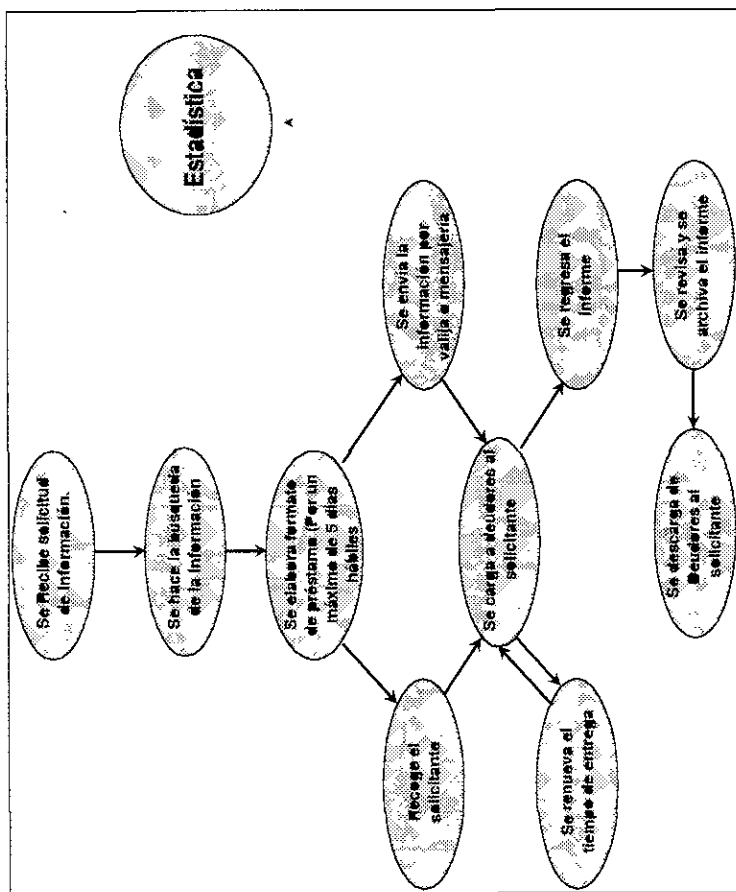 Estadística
Se Recibe solicitud
de Información.
Se hace la búsqueda
de la Información
Se elabora formato
de préstamo (Por un
máximo de 5 días
hábiles
Recoge el
solicitante
Se envía la
información por
valija o mensajería
Se carga a deudores al
solicitante
Se renueva el
tiempo de entrega
Se regresa el
informe
Se revisa y se
archiva el informe
Se descarga de
Deudores al
solicitante